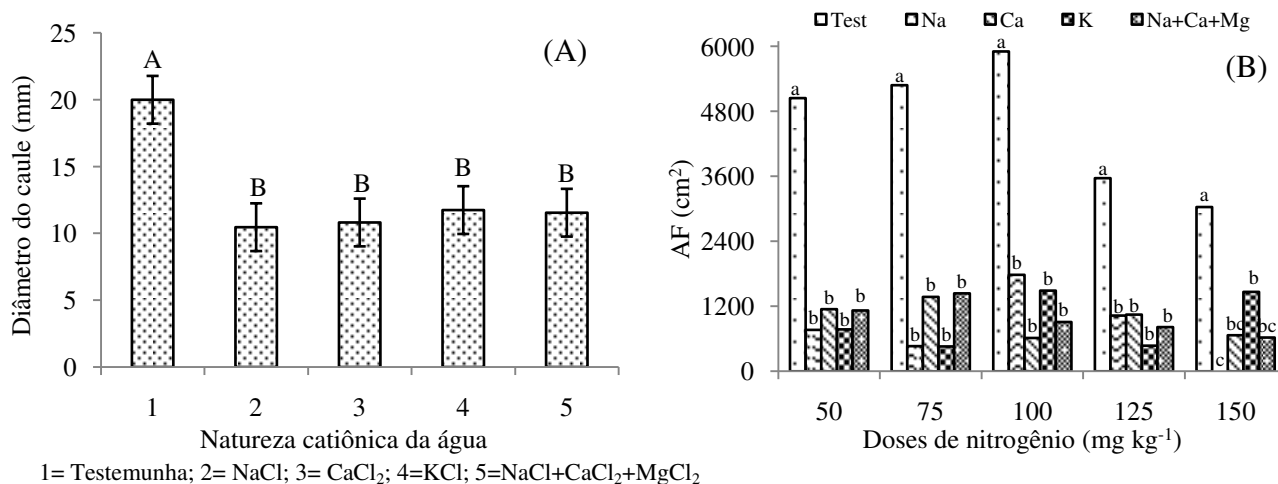 (A)
Diâmetro do caule (mm)
25
20
15
10
5
0
A
B
B
B
B
1 2 3 4 5
Natureza catiônica da água
1= Testemunha; 2= NaCl; 3= CaCl₂; 4=KCl; 5=NaCl+CaCl₂+MgCl₂
Test Na Ca K Na+Ca+Mg
(B)
AF (cm²)
6000
4800
3600
2400
1200
0
a b b b b
a b b b b
a b b b b
a b b b b
a c bc b bc
50 75 100 125 150
Doses de nitrogênio (mg kg⁻¹)